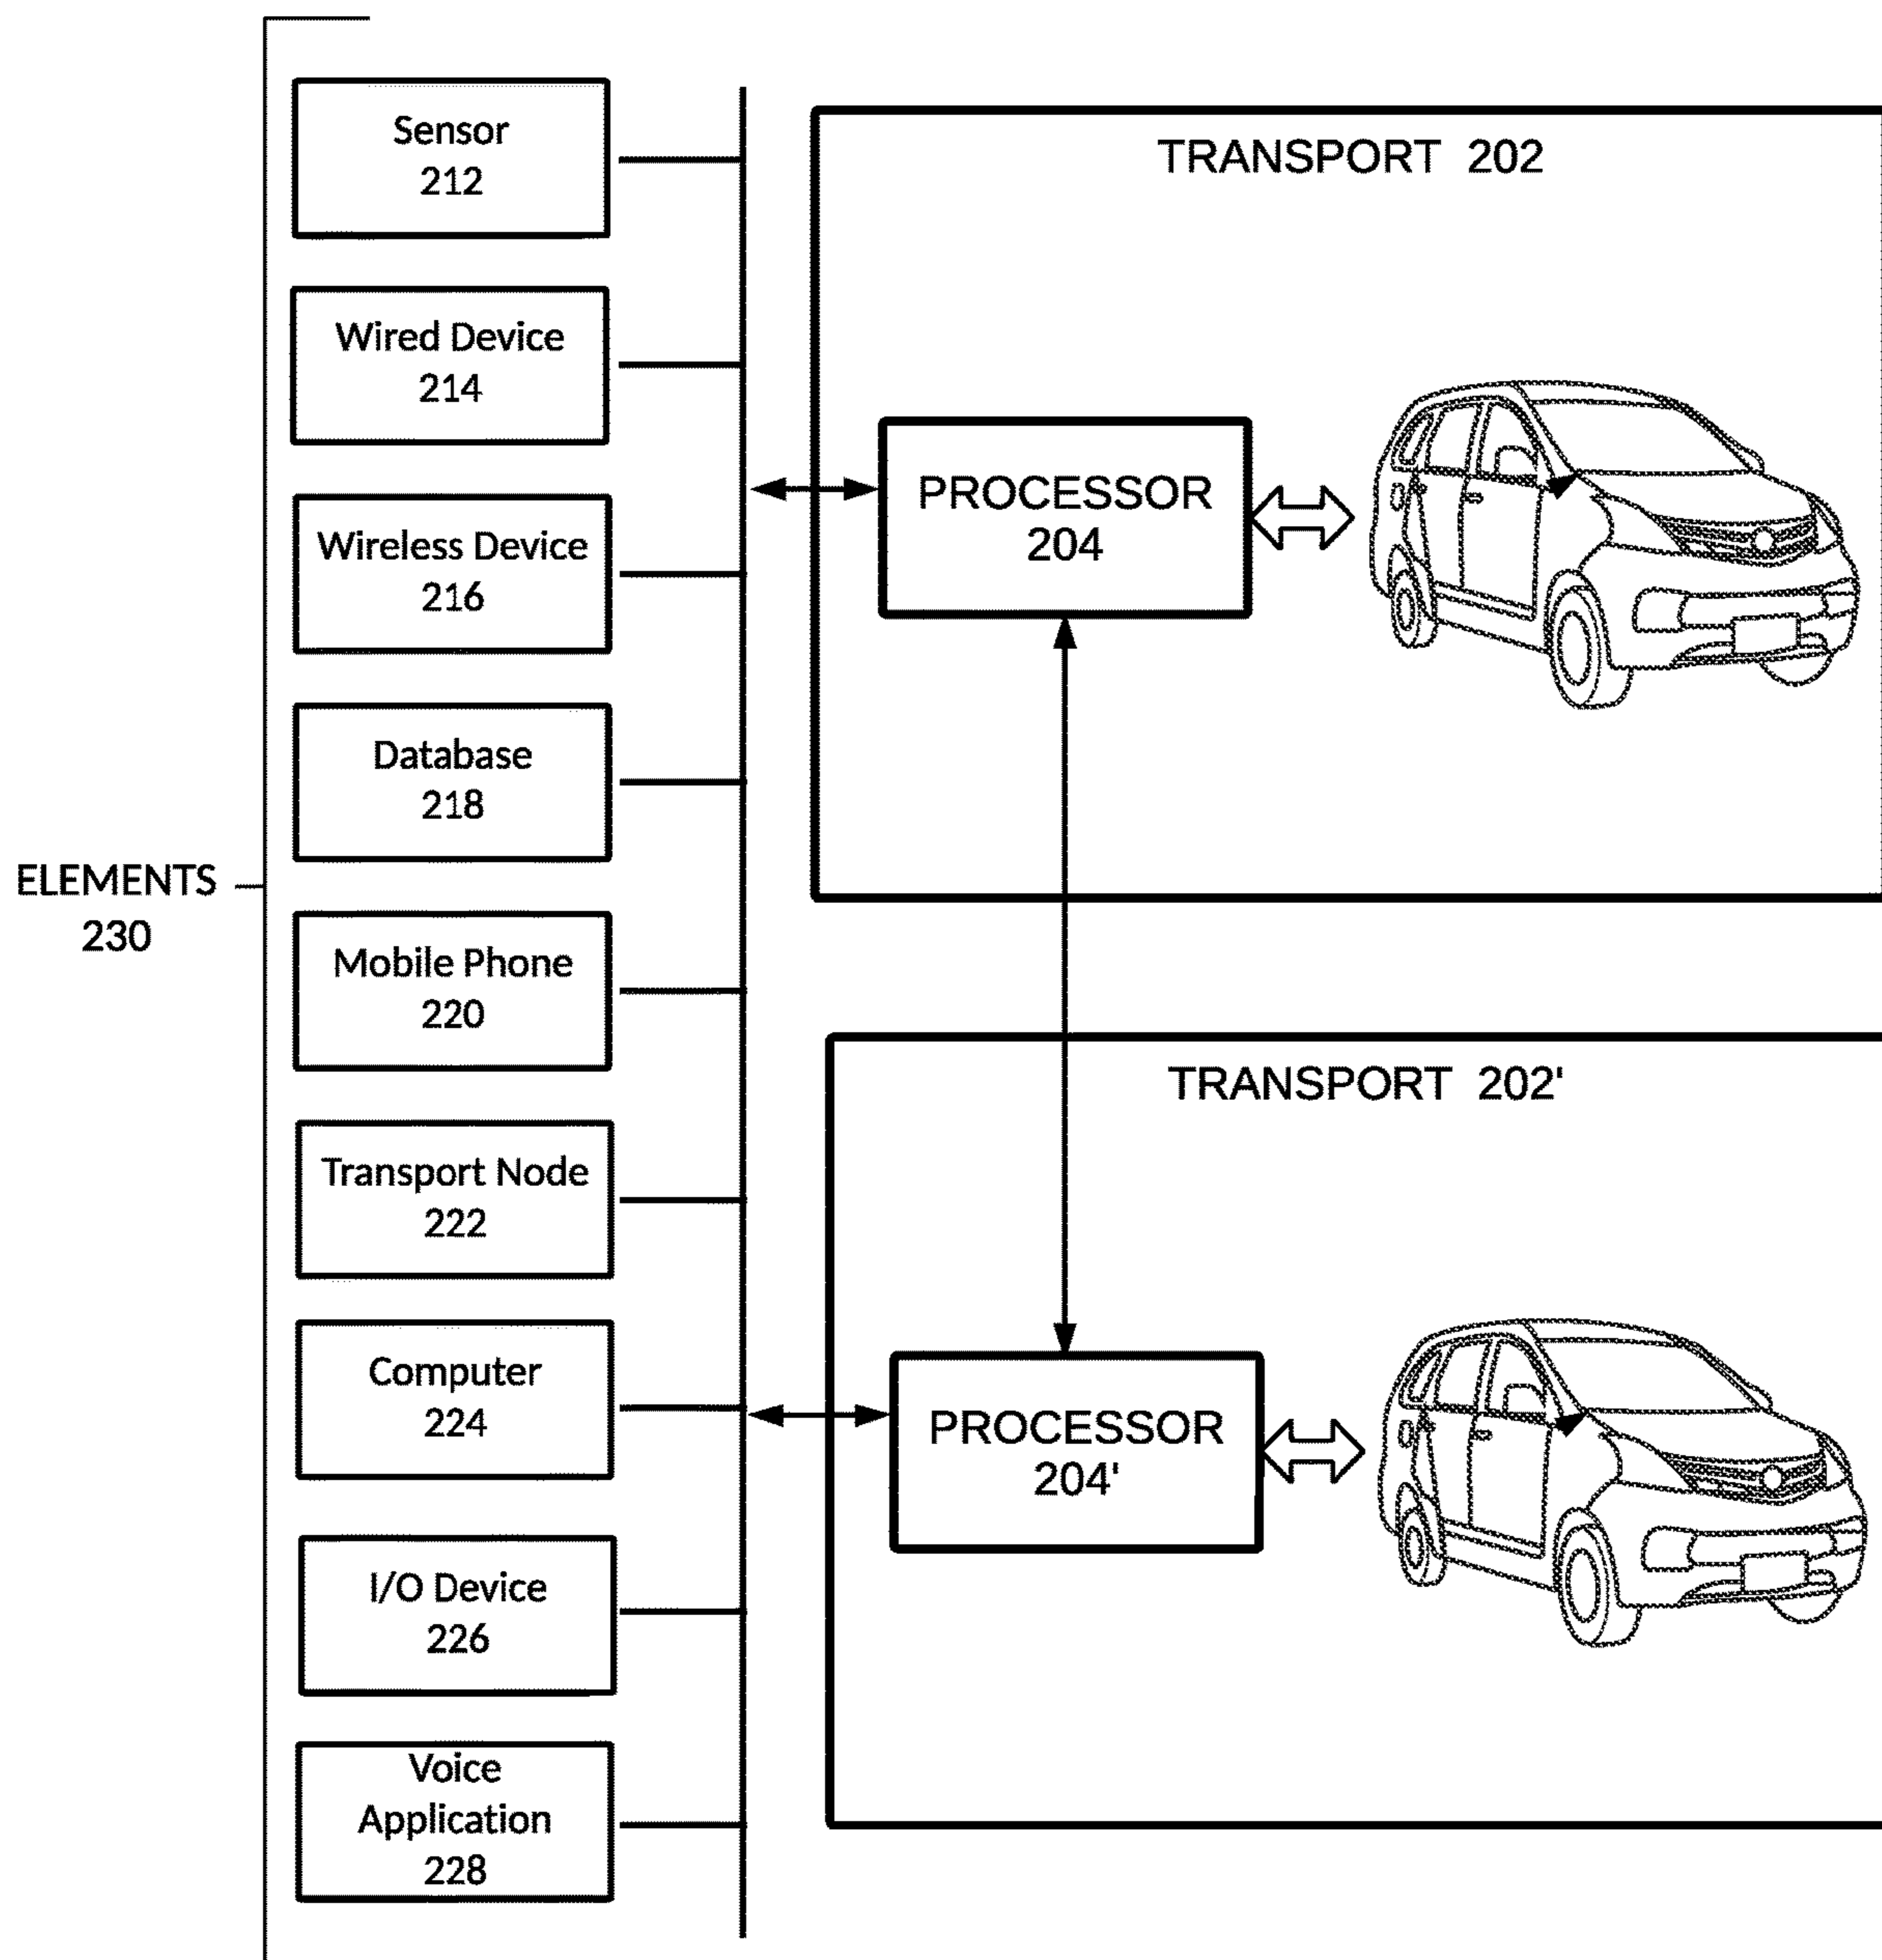 Sensor
212
Wired Device
214
Wireless Device
216
Database
218
ELEMENTS
230
Mobile Phone
220
Transport Node
222
Computer
224
I/O Device
226
Voice
Application
228
TRANSPORT 202
PROCESSOR
204
TRANSPORT 202'
PROCESSOR
204'